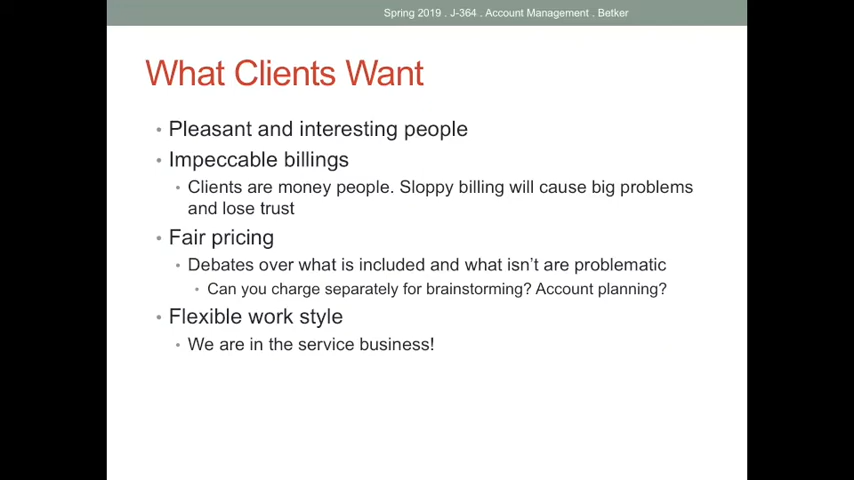 Spring 2019 . J-364 . Account Management . Betker
What Clients Want
• Pleasant and interesting people
• Impeccable billings
• Clients are money people. Sloppy billing will cause big problems
and lose trust
• Fair pricing
• Debates over what is included and what isn't are problematic
• Can you charge separately for brainstorming? Account planning?
• Flexible work style
• We are in the service business!